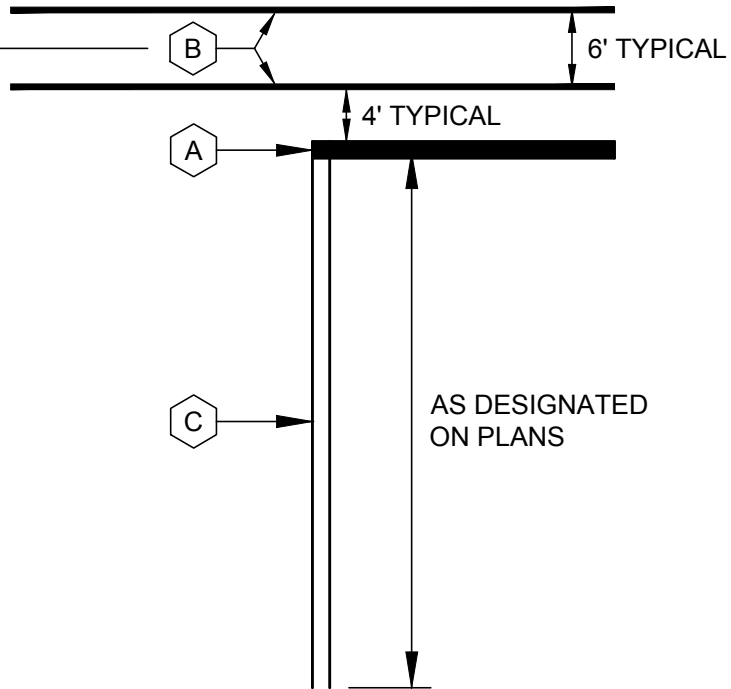 B
6' TYPICAL
4' TYPICAL
A
C
AS DESIGNATED
ON PLANS